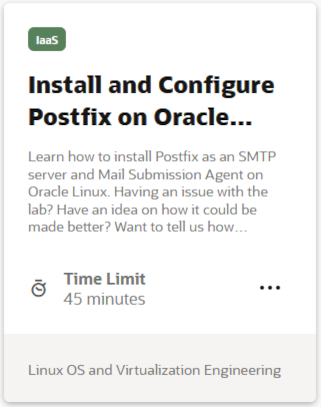 IaaS
Install and Configure
Postfix on Oracle...
Learn how to install Postfix as an SMTP
server and Mail Submission Agent on
Oracle Linux. Having an issue with the
lab? Have an idea on how it could be
made better? Want to tell us how...
Time Limit
45 minutes
Linux OS and Virtualization Engineering